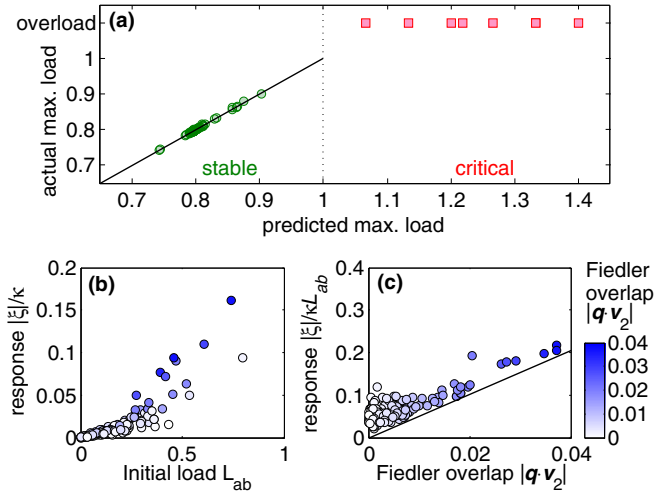 (a)
overload
1
0.9
0.8
0.7
actual max. load
stable
critical
0.7 0.8 0.9 1 1.1 1.2 1.3 1.4
predicted max. load
(b)
0.2
0.15
0.1
0.05
0
response |ξ|/κ
0 0.5 1
Initial load L_ab
(c)
0.4
0.3
0.2
0.1
0
response |ξ|/κL_ab
0 0.02 0.04
Fiedler overlap |q·v₂|
Fiedler
overlap
|q·v₂|
0.04
0.03
0.02
0.01
0